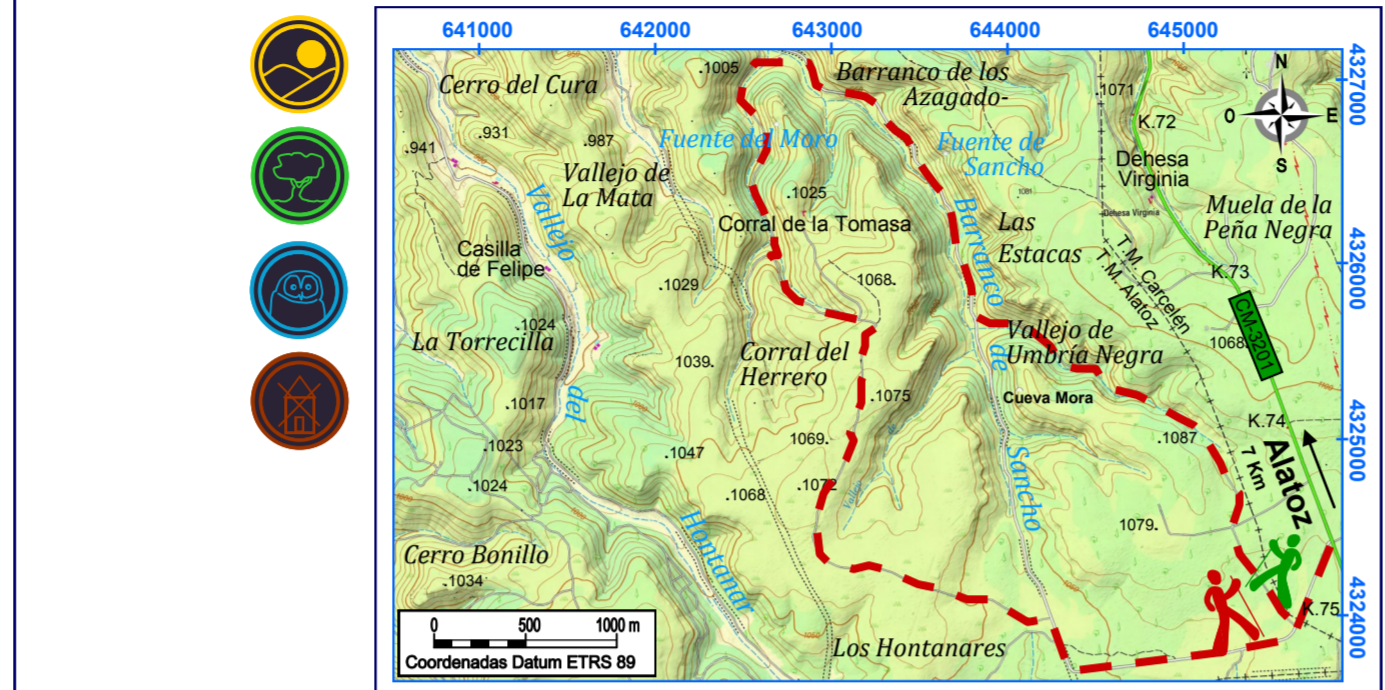 641000 642000 643000 644000 645000
4327000
4326000
4325000
4324000
N
O E
S
Cerro del Cura
.1005
Barranco de los
Azagado-
.1071
K.72
.941
.931
.987
Fuente del Moro
Fuente de
Sancho
Dehesa
Virginia
Vallejo de
La Mata
.1025
1081
Dehesa Virginia
Muela de la
Peña Negra
Vallejo
del
Hontanar
Casilla
de Felipe
Corral de la Tomasa
Barranco
de
Sancho
Las
Estacas
T.M. Carcelén
T.M. Alatoz
K.73
.1029
1068.
CM-3201
La Torrecilla
.1024
1039.
Corral del
Herrero
Vallejo de
Umbría Negra
1068.
.1017
.1075
Cueva Mora
K.74
.1023
.1047
1069.
.1087
Alatoz
7 Km
.1024
.1068
.1072
Vallejo
1079.
Cerro Bonillo
.1034
K.75
Los Hontanares
0 500 1000 m
Coordenadas Datum ETRS 89